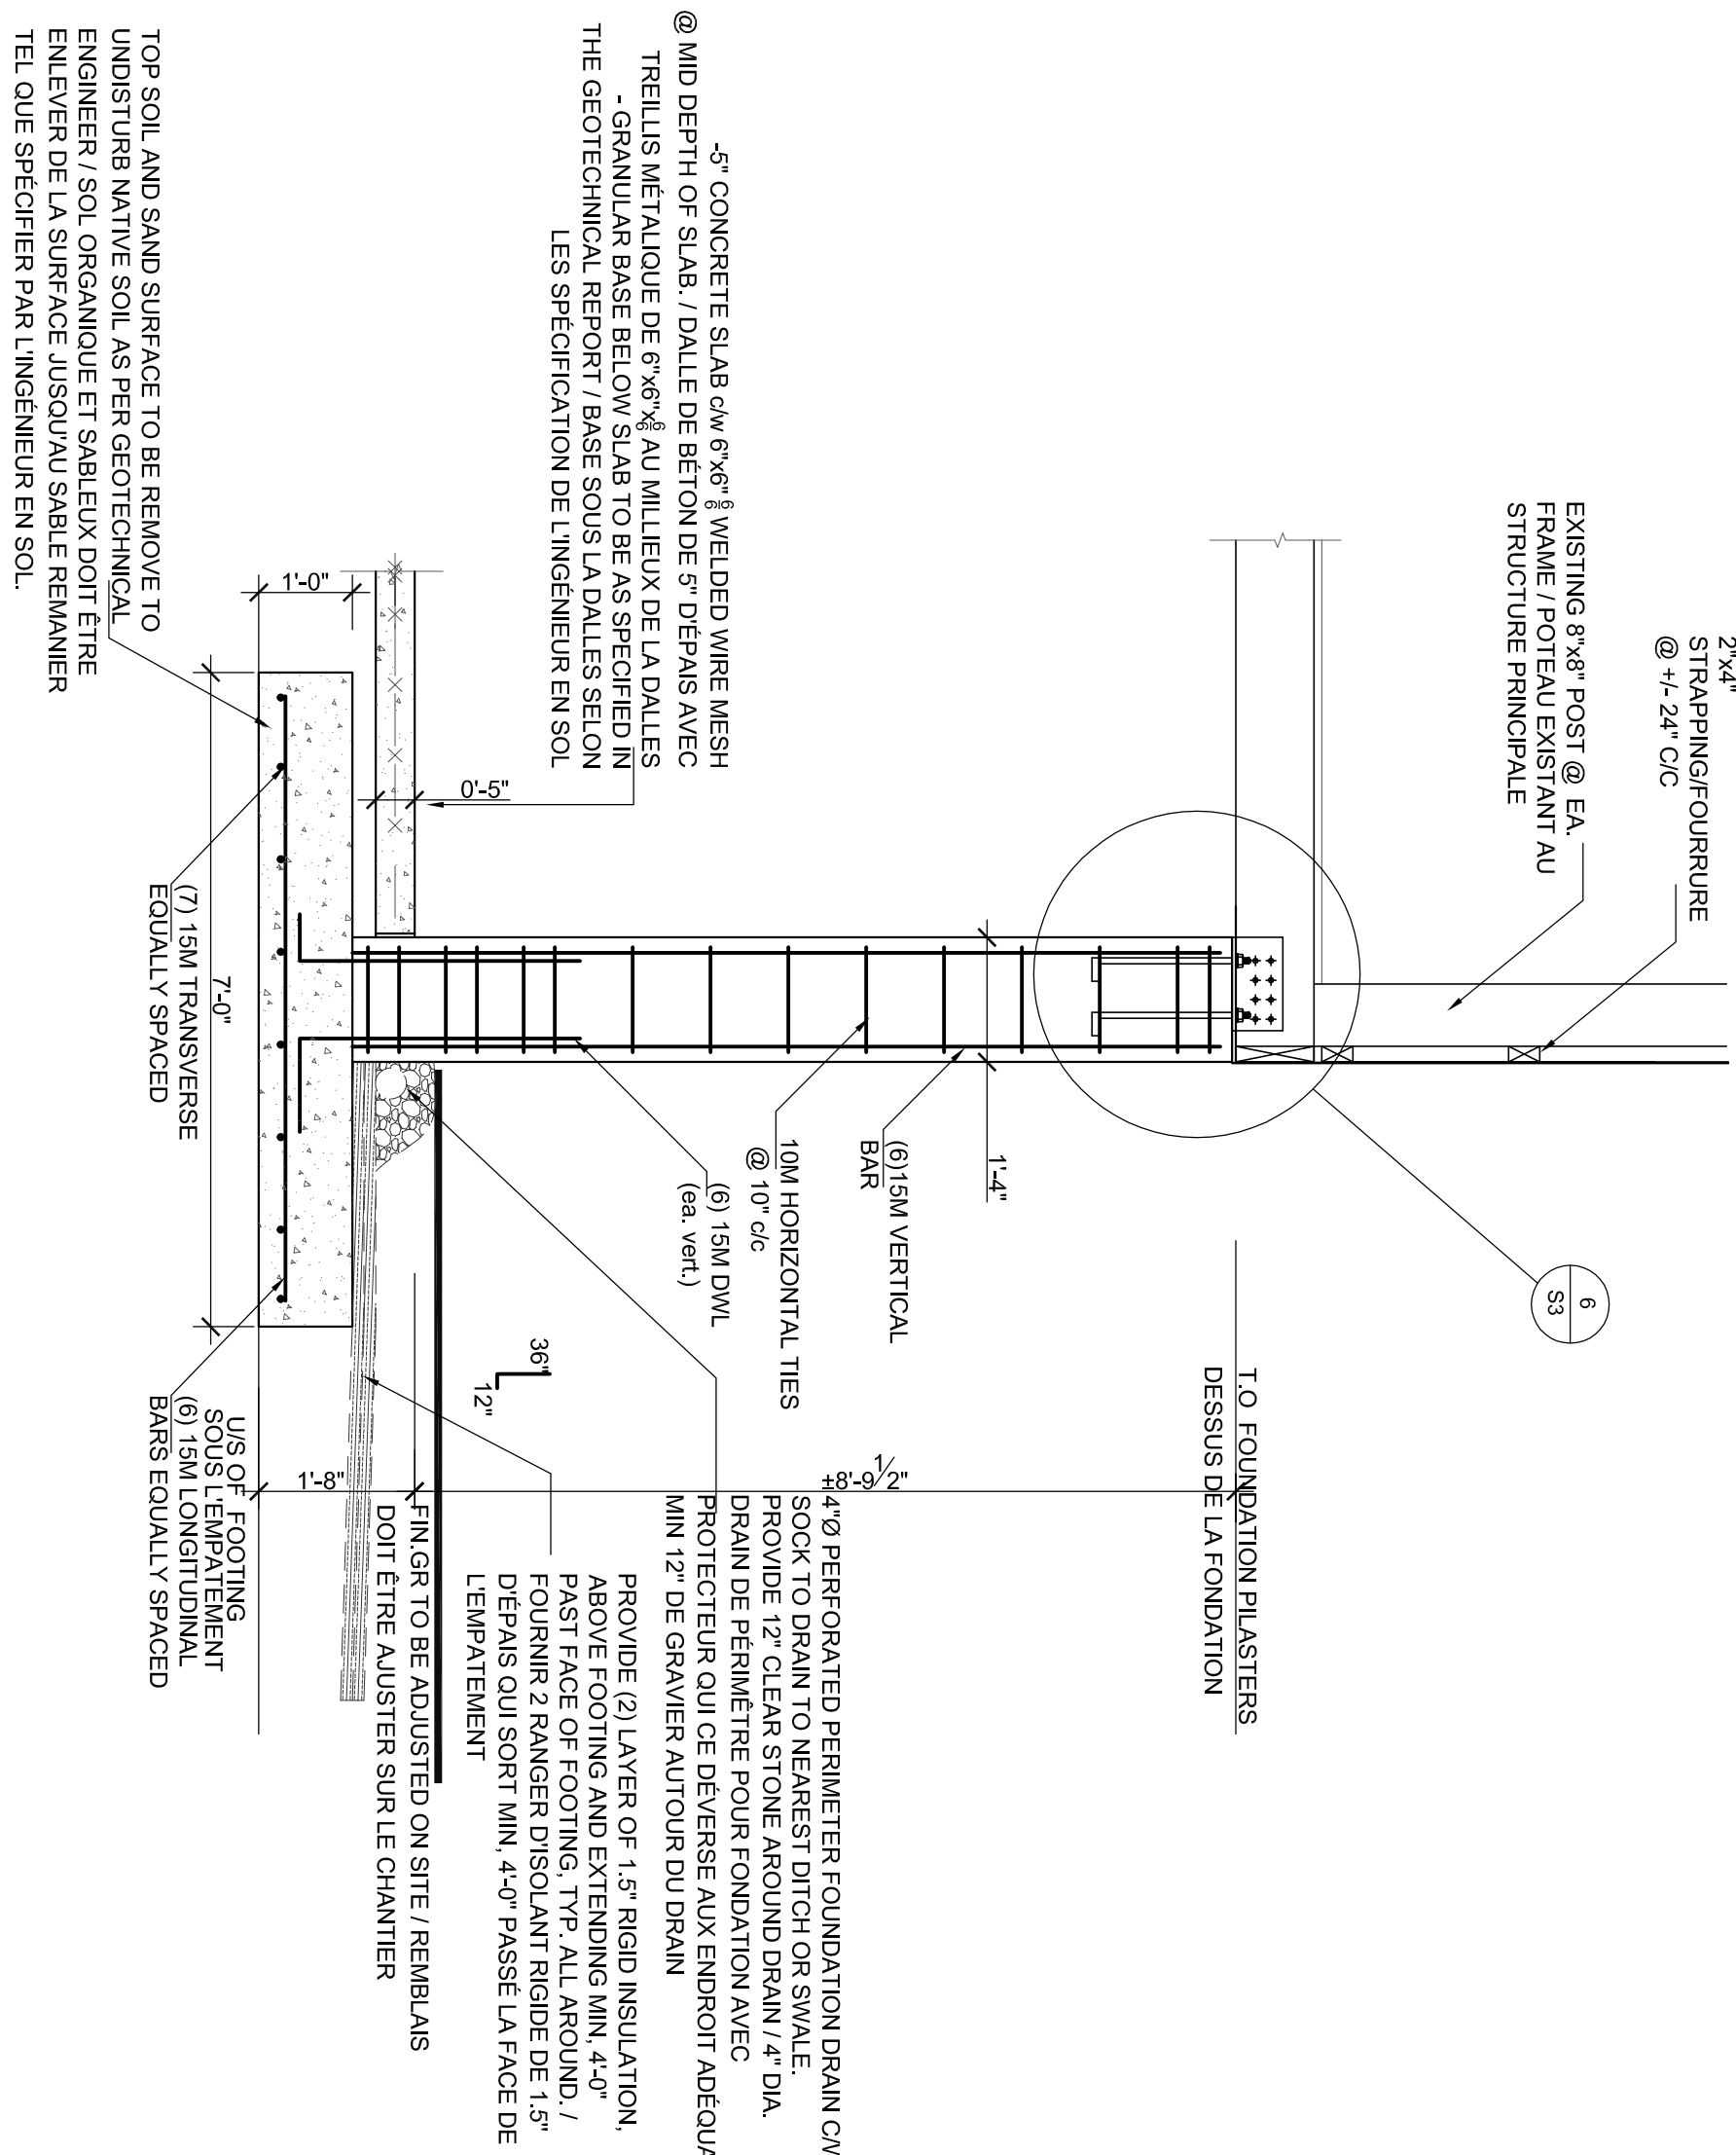 2"x4"
STRAPPING/FOURRURE
@ +/- 24" C/C
EXISTING 8"x8" POST @ EA.
FRAME / POTEAU EXISTANT AU
STRUCTURE PRINCIPALE
6
S3
T.O  FOUNDATION PILASTERS
DESSUS DE LA FONDATION
-5" CONCRETE SLAB c/w 6"x6" 6/6 WELDED WIRE MESH
@ MID DEPTH OF SLAB. / DALLE DE BÉTON DE 5" D'ÉPAIS AVEC
TREILLIS MÉTALIQUE DE 6"x6"x6/6 AU MILLIEUX DE LA DALLES
- GRANULAR BASE BELOW SLAB TO BE AS SPECIFIED IN
THE GEOTECHNICAL REPORT / BASE SOUS LA DALLES SELON
LES SPÉCIFICATION DE L'INGÉNIEUR EN SOL
1'-4"
(6)15M VERTICAL
BAR
10M HORIZONTAL TIES
@ 10" c/c
(6) 15M DWL
(ea. vert.)
36"
12"
±8'-9 1/2"
4"Ø PERFORATED PERIMETER FOUNDATION DRAIN
SOCK TO DRAIN TO NEAREST DITCH OR SWALE.
PROVIDE 12" CLEAR STONE AROUND DRAIN / 4" DIA.
DRAIN DE PÉRIMÊTRE POUR FONDATION AVEC
PROTECTEUR QUI CE DÉVERSE AUX ENDROIT
MIN 12" DE GRAVIER AUTOUR DU DRAIN
PROVIDE (2) LAYER OF 1.5" RIGID INSULATION,
ABOVE FOOTING AND EXTENDING MIN, 4'-0"
PAST FACE OF FOOTING, TYP. ALL AROUND. /
FOURNIR 2 RANGER D'ISOLANT RIGIDE DE 1.5"
D'ÉPAIS QUI SORT MIN, 4'-0" PASSÉ LA FACE DE
L'EMPATEMENT
0'-5"
1'-0"
1'-8"
FIN.GR TO BE ADJUSTED ON SITE / REMBLAIS
DOIT ÊTRE AJUSTER SUR LE CHANTIER
7'-0"
U/S OF  FOOTING
SOUS L'EMPATEMENT
(7) 15M TRANSVERSE
EQUALLY SPACED
(6) 15M LONGITUDINAL
BARS EQUALLY SPACED
TOP SOIL AND SAND SURFACE TO BE REMOVE TO
UNDISTURB NATIVE SOIL AS PER GEOTECHNICAL
ENGINEER / SOL ORGANIQUE ET SABLEUX DOIT ÊTRE
ENLEVER DE LA SURFACE JUSQU'AU SABLE REMANIER
TEL QUE SPÉCIFIER PAR L'INGÉNIEUR EN SOL.